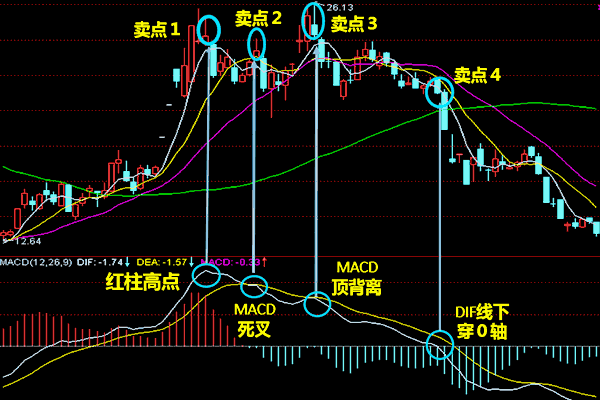 卖点1
卖点2
26.13
卖点3
卖点4
12.64
MACD(12,26,9) DIF:-1.74↓ DEA:-1.57↓ MACD:-0.33↑
红柱高点
MACD
死叉
MACD
顶背离
DIF线下
穿0轴